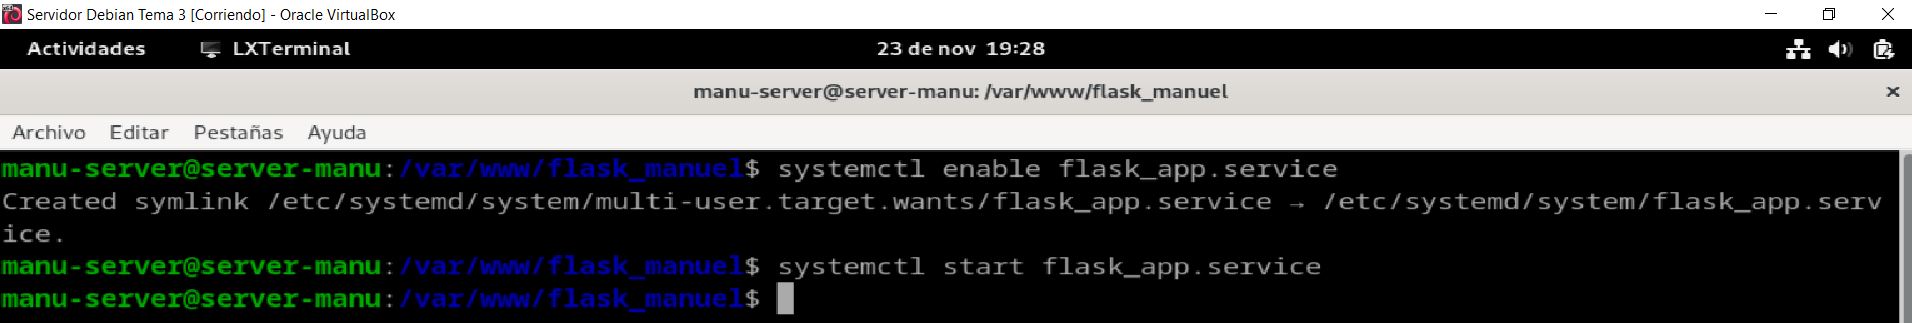 Servidor Debian Tema 3 [Corriendo] - Oracle VirtualBox
Actividades LXTerminal 23 de nov 19:28
manu-server@server-manu: /var/www/flask_manuel
Archivo Editar Pestañas Ayuda
manu-server@server-manu:/var/www/flask_manuel$ systemctl enable flask_app.service
Created symlink /etc/systemd/system/multi-user.target.wants/flask_app.service → /etc/systemd/system/flask_app.serv
ice.
manu-server@server-manu:/var/www/flask_manuel$ systemctl start flask_app.service
manu-server@server-manu:/var/www/flask_manuel$